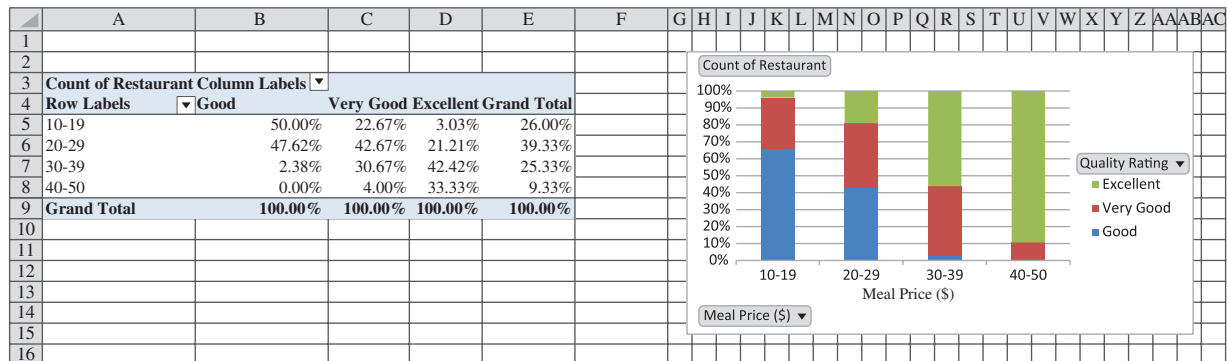 A B C D E F G H I J K L M N O P Q R S T U V W X Y Z AA AB AC
1
2
3 Count of Restaurant Column Labels
4 Row Labels Good Very Good Excellent Grand Total
5 10-19 50.00% 22.67% 3.03% 26.00%
6 20-29 47.62% 42.67% 21.21% 39.33%
7 30-39 2.38% 30.67% 42.42% 25.33%
8 40-50 0.00% 4.00% 33.33% 9.33%
9 Grand Total 100.00% 100.00% 100.00% 100.00%
10
11
12
13
14
15
16
Count of Restaurant
100%
90%
80%
70%
60%
50%
40%
30%
20%
10%
0%
10-19 20-29 30-39 40-50
Meal Price ($)
Meal Price ($)
Quality Rating
Excellent
Very Good
Good